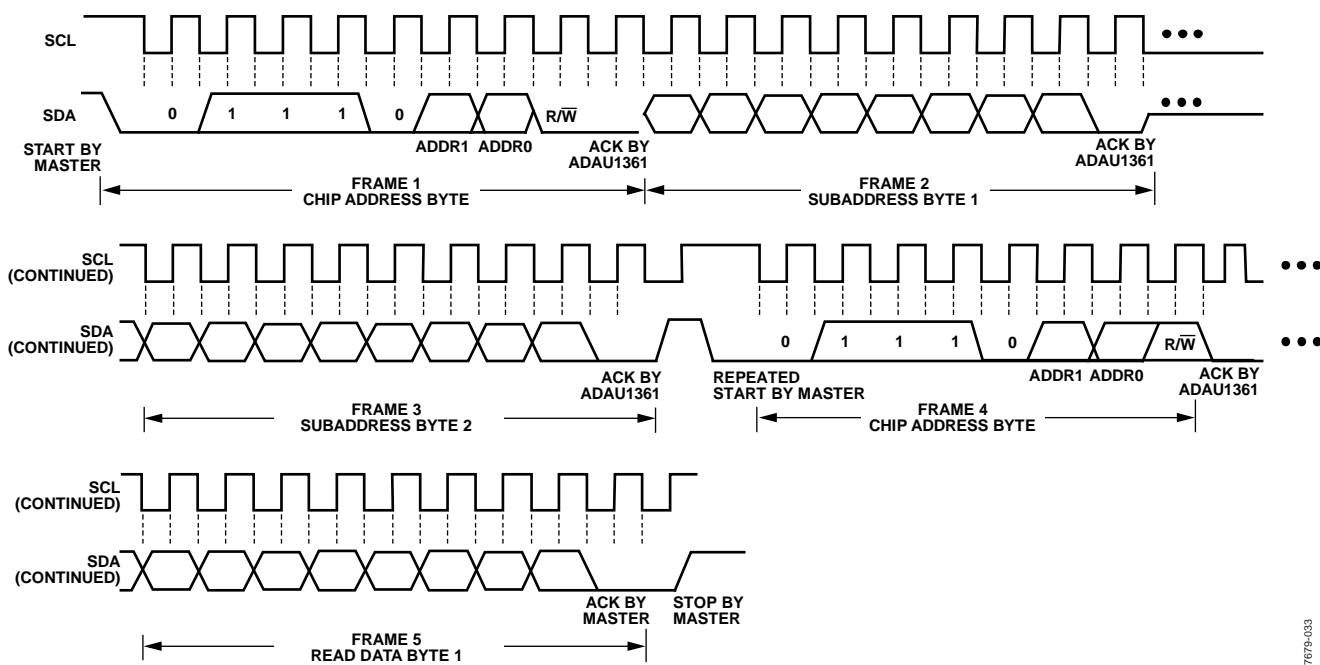 SCL
SDA
0 1 1 1 0 R/W̅
ADDR1 ADDR0
START BY
MASTER
ACK BY
ADAU1361
ACK BY
ADAU1361
FRAME 1
CHIP ADDRESS BYTE
FRAME 2
SUBADDRESS BYTE 1
SCL
(CONTINUED)
SDA
(CONTINUED)
0 1 1 1 0 R/W̅
ADDR1 ADDR0
ACK BY
ADAU1361
REPEATED
START BY MASTER
ACK BY
ADAU1361
FRAME 3
SUBADDRESS BYTE 2
FRAME 4
CHIP ADDRESS BYTE
SCL
(CONTINUED)
SDA
(CONTINUED)
ACK BY
MASTER
STOP BY
MASTER
FRAME 5
READ DATA BYTE 1
7679-033